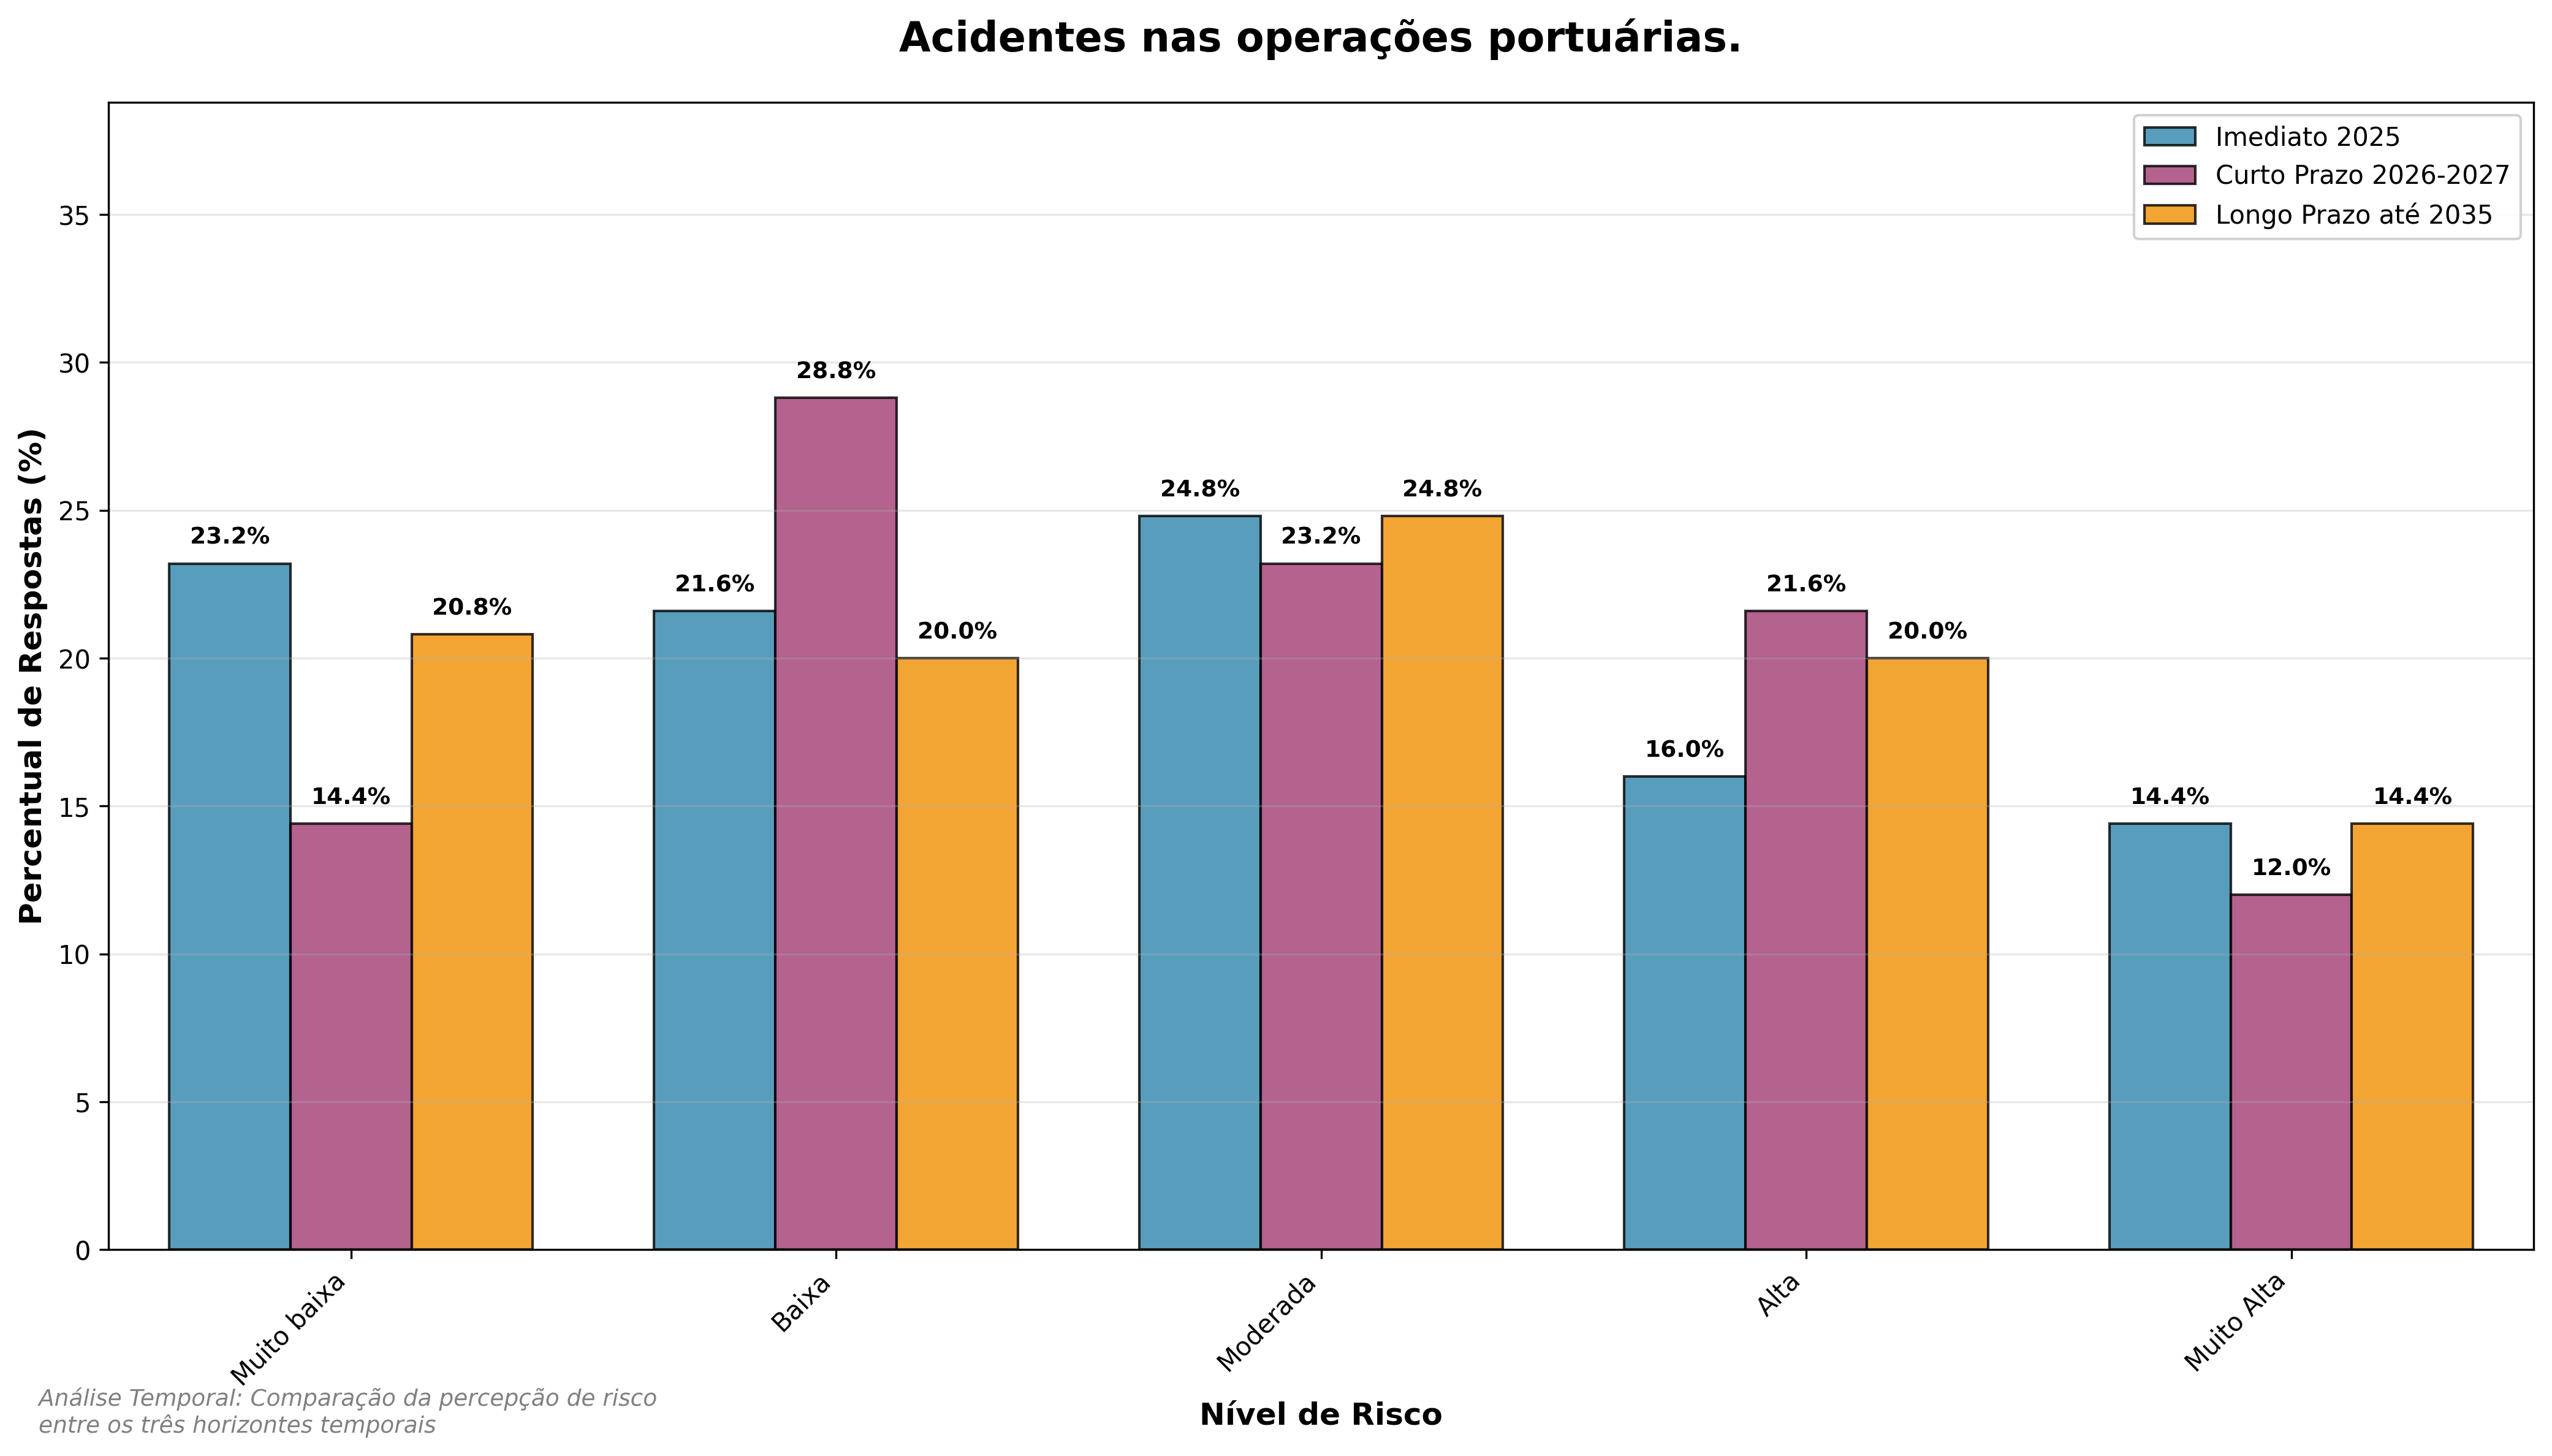 Acidentes nas operações portuárias.
Imediato 2025
Curto Prazo 2026-2027
Longo Prazo até 2035
Percentual de Respostas (%)
35
30
25
20
15
10
5
0
23.2%
14.4%
20.8%
21.6%
28.8%
20.0%
24.8%
23.2%
24.8%
16.0%
21.6%
20.0%
14.4%
12.0%
14.4%
Muito baixa
Baixa
Moderada
Alta
Muito Alta
Nível de Risco
Análise Temporal: Comparação da percepção de risco
entre os três horizontes temporais